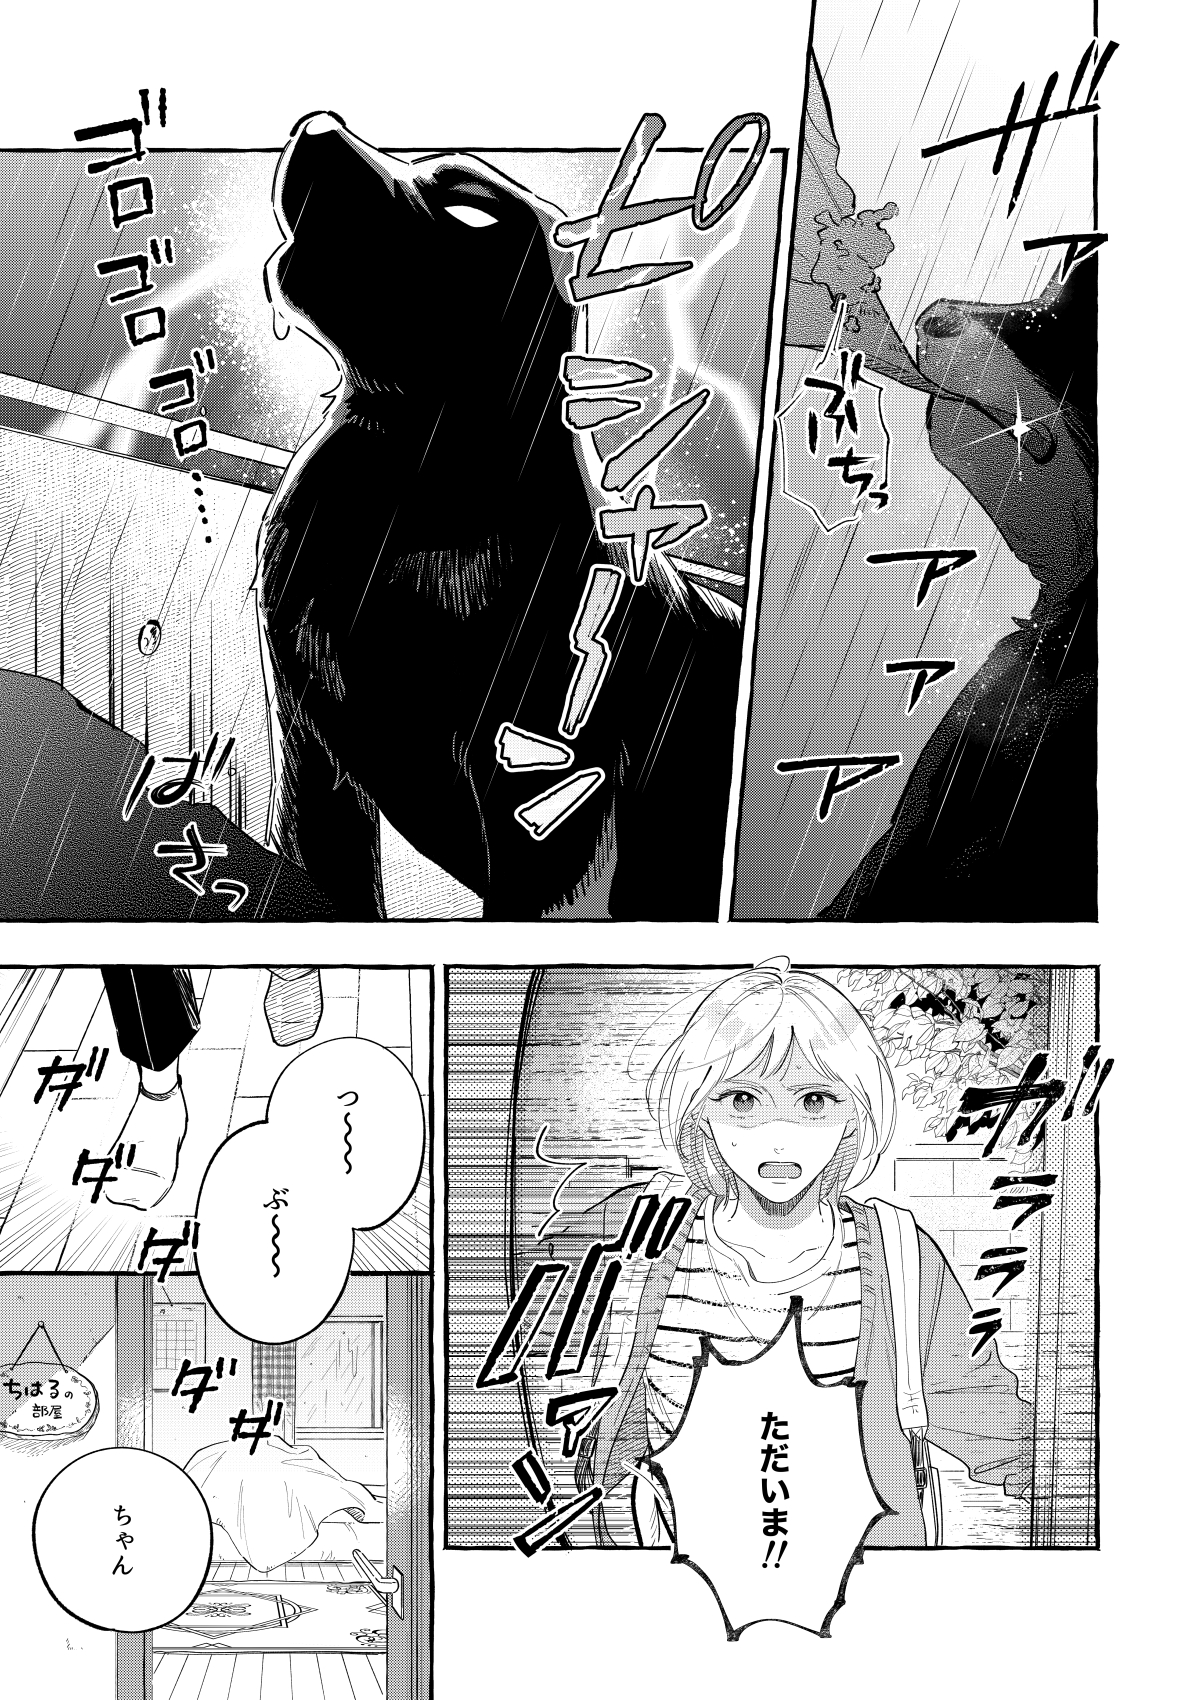 ザ
ァ
ぶちっ
ァ
ァ
ァ
ピシャーン
ゴロゴロゴロ・・・
ばさっ
ガララララ
バァン
ただいま!!
ダ
ダ
ダ
つ〜〜
ぶ〜〜〜
ダ
ダ
ちはるの
部屋
ちゃん